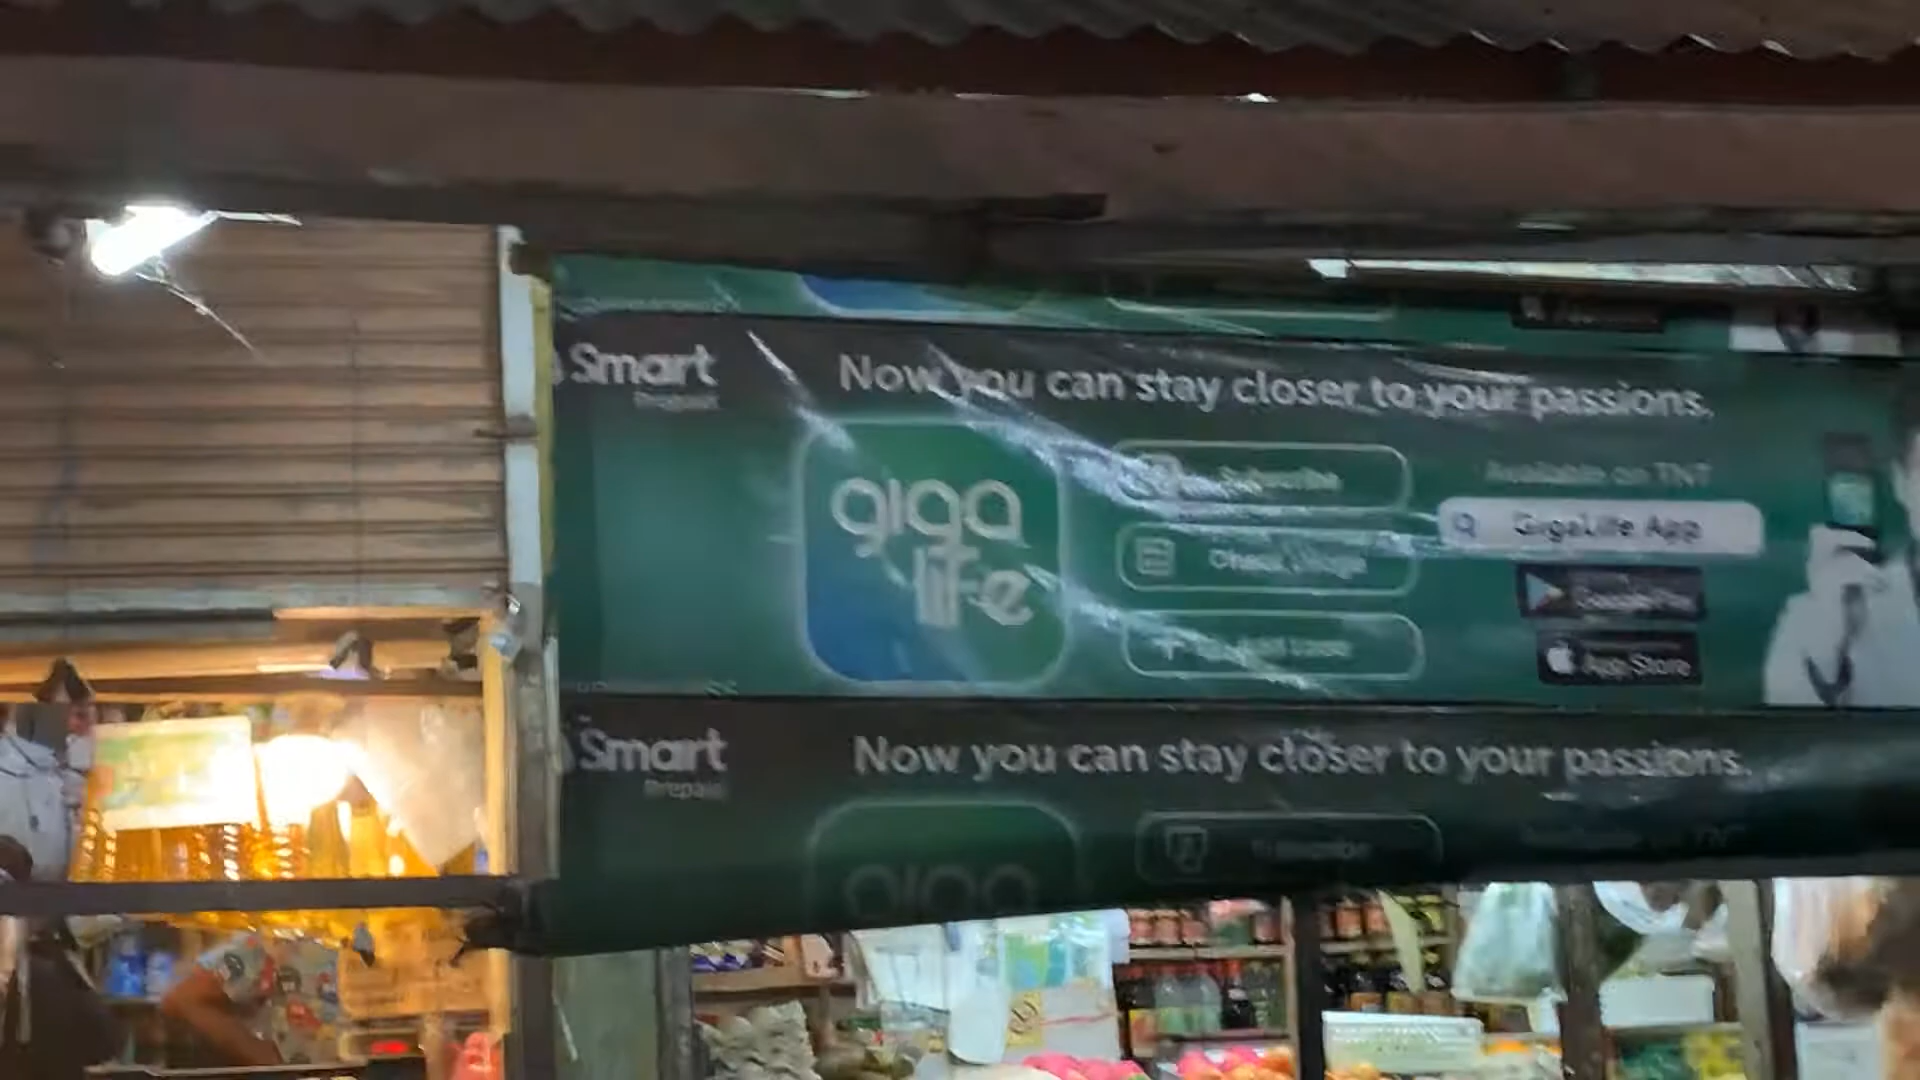 Smart
Prepaid
Now you can stay closer to your passions.
giga
life
Subscribe
Check Usage
Available on TNT
GigaLife App
Google Play
App Store
Smart
Prepaid
Now you can stay closer to your passions.
giga
Subscribe